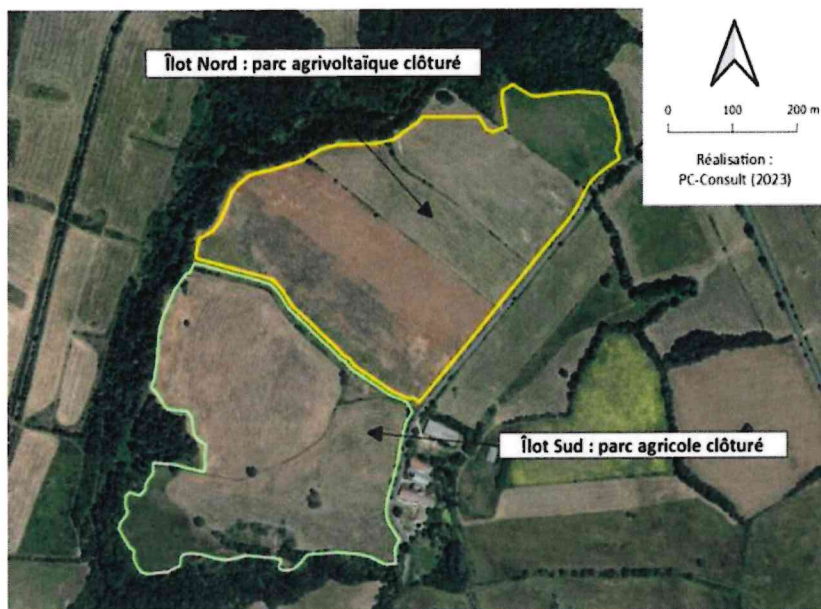 Îlot Nord : parc agrivoltaïque clôturé
0 100 200 m
Réalisation :
PC-Consult (2023)
Îlot Sud : parc agricole clôturé